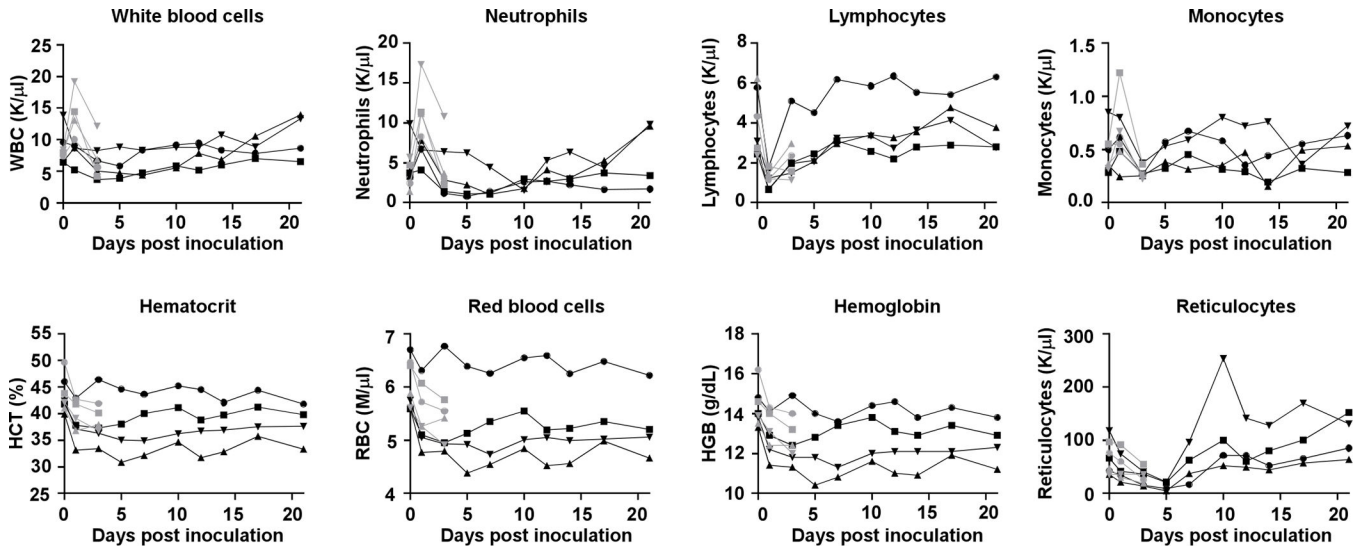 White blood cells
25
20
15
10
5
0
WBC (K/µl)
0 5 10 15 20
Days post inoculation
Neutrophils
20
15
10
5
0
Neutrophils (K/µl)
0 5 10 15 20
Days post inoculation
Lymphocytes
8
6
4
2
0
Lymphocytes (K/µl)
0 5 10 15 20
Days post inoculation
Monocytes
1.5
1.0
0.5
0.0
Monocytes (K/µl)
0 5 10 15 20
Days post inoculation
Hematocrit
55
50
45
40
35
30
25
HCT (%)
0 5 10 15 20
Days post inoculation
Red blood cells
7
6
5
4
RBC (M/µl)
0 5 10 15 20
Days post inoculation
Hemoglobin
18
16
14
12
10
HGB (g/dL)
0 5 10 15 20
Days post inoculation
Reticulocytes
300
200
100
0
Reticulocytes (K/µl)
0 5 10 15 20
Days post inoculation